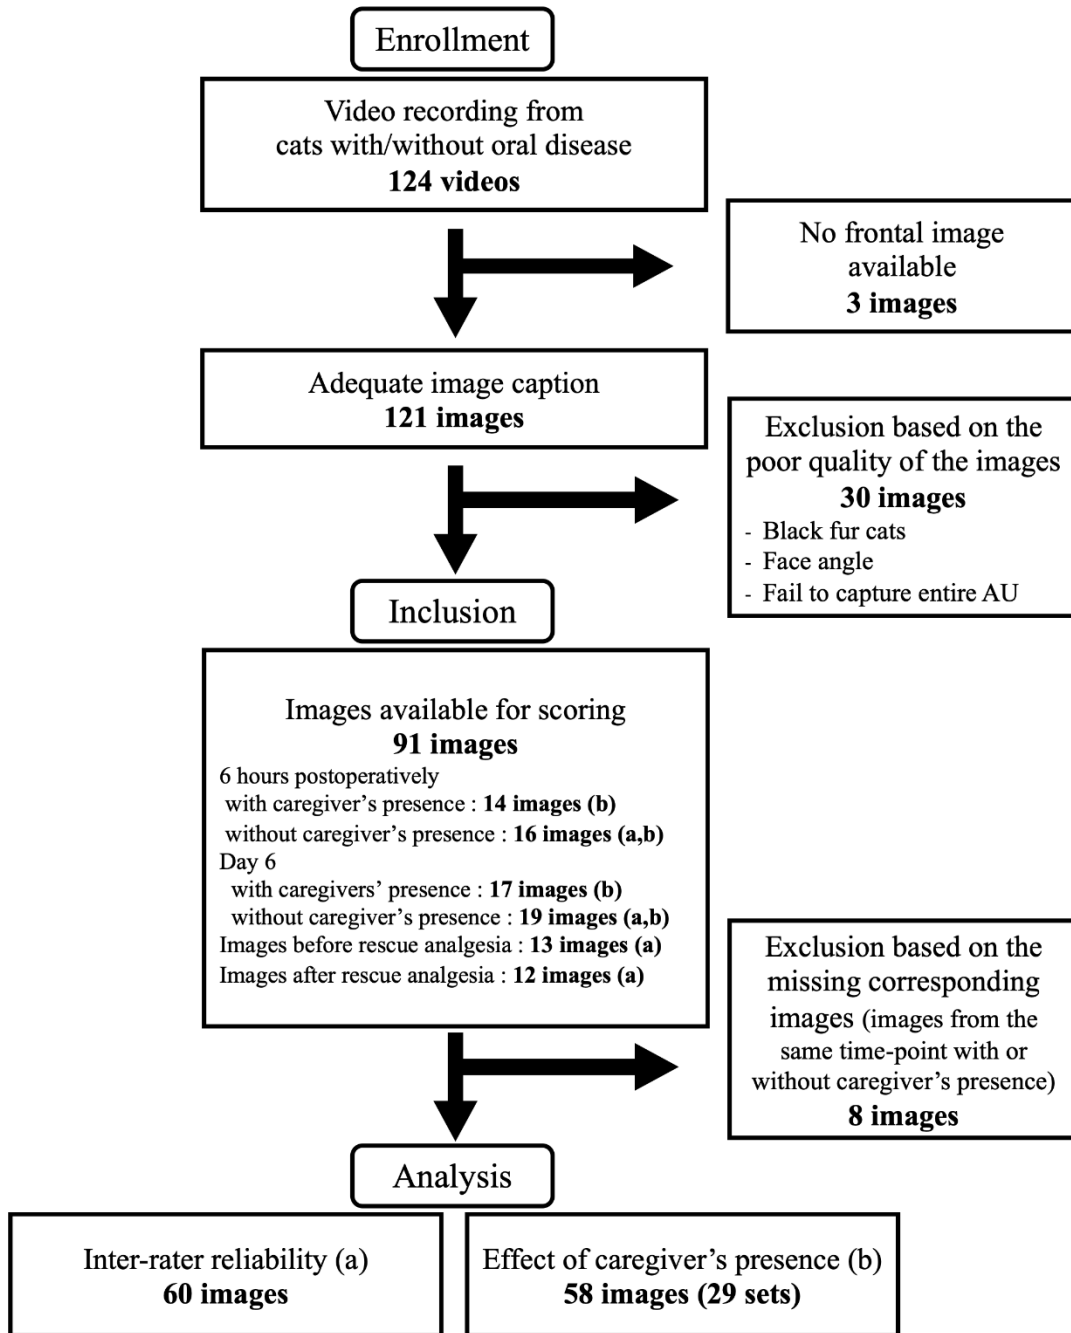 Enrollment
Video recording from
cats with/without oral disease
124 videos
No frontal image
available
3 images
Adequate image caption
121 images
Exclusion based on the
poor quality of the images
30 images
- Black fur cats
- Face angle
- Fail to capture entire AU
Inclusion
Images available for scoring
91 images
6 hours postoperatively
with caregiver's presence : 14 images (b)
without caregiver's presence : 16 images (a,b)
Day 6
with caregivers' presence : 17 images (b)
without caregiver's presence : 19 images (a,b)
Images before rescue analgesia : 13 images (a)
Images after rescue analgesia : 12 images (a)
Exclusion based on the
missing corresponding
images (images from the
same time-point with or
without caregiver's presence)
8 images
Analysis
Inter-rater reliability (a)
60 images
Effect of caregiver's presence (b)
58 images (29 sets)